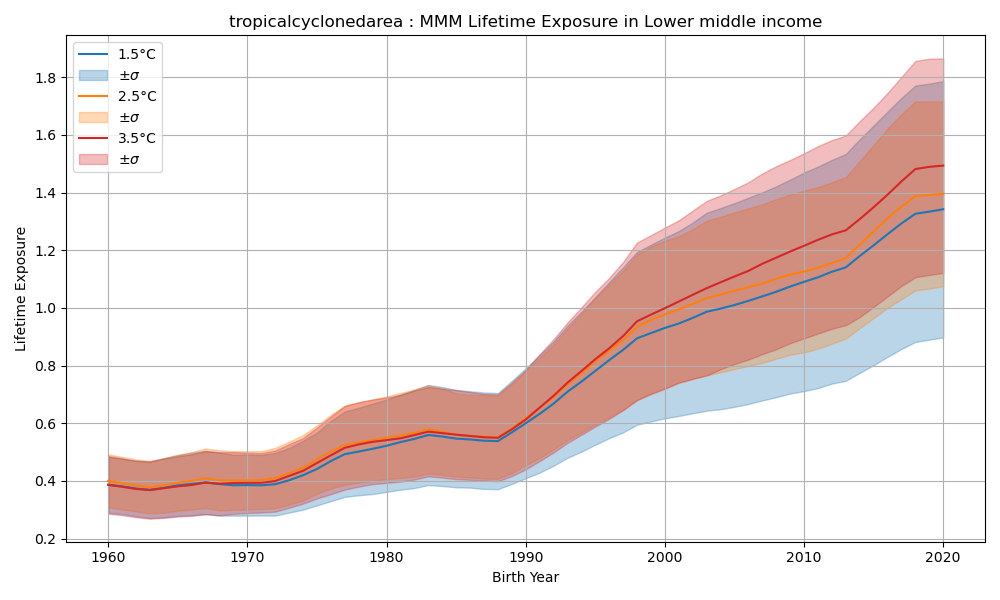 tropicalcyclonedarea : MMM Lifetime Exposure in Lower middle income
1.5°C
±σ
2.5°C
±σ
3.5°C
±σ
Lifetime Exposure
1.8
1.6
1.4
1.2
1.0
0.8
0.6
0.4
0.2
1960 1970 1980 1990 2000 2010 2020
Birth Year